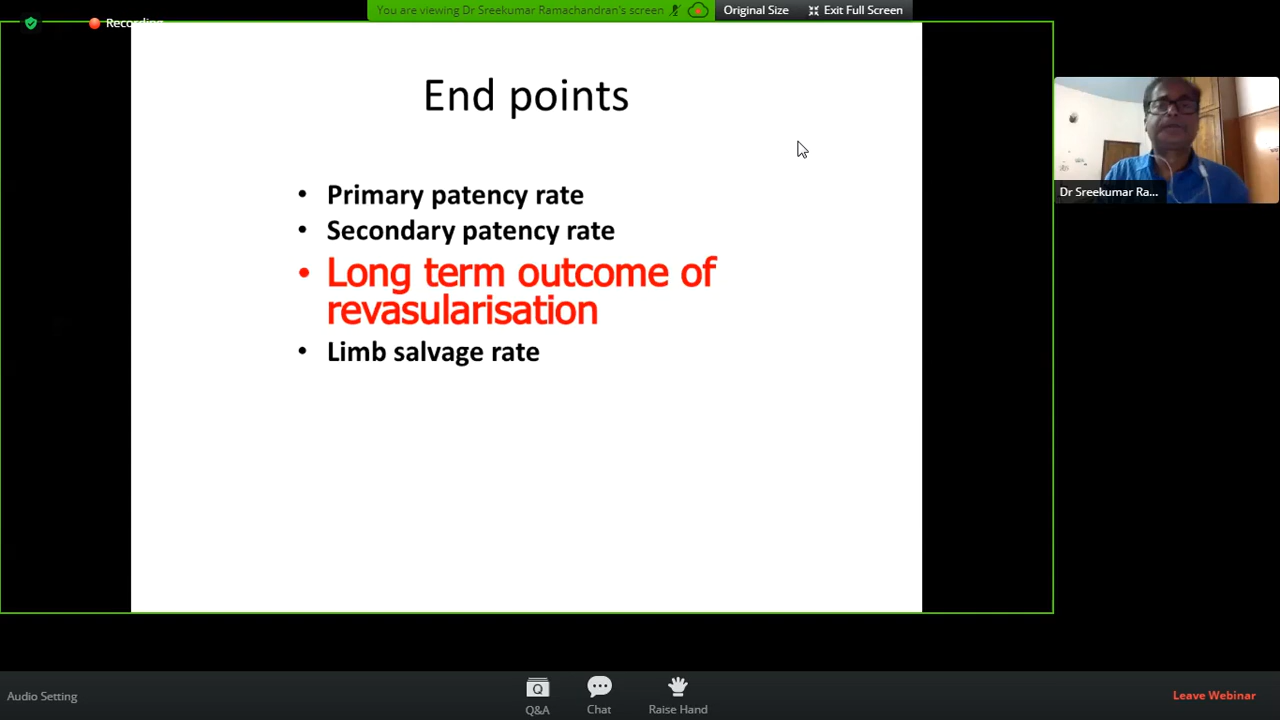 You are viewing Dr Sreekumar Ramachandran's screen
Original Size
Exit Full Screen
Recording
End points
• Primary patency rate
• Secondary patency rate
• Long term outcome of
revasularisation
• Limb salvage rate
Dr Sreekumar Ra...
Audio Setting
Q
Q&A
Chat
Raise Hand
Leave Webinar